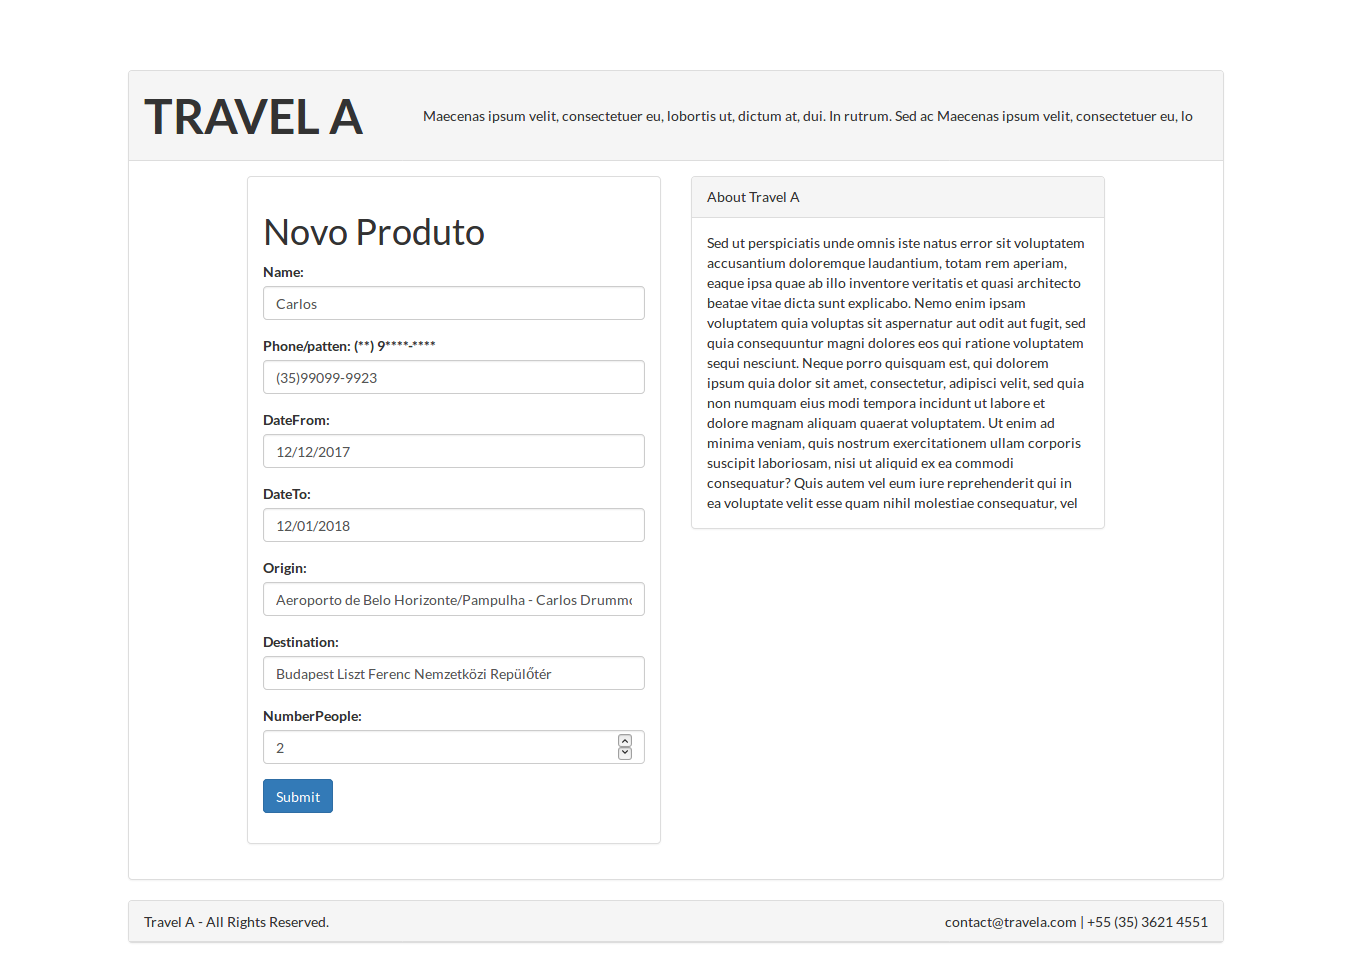 TRAVEL A
Maecenas ipsum velit, consectetuer eu, lobortis ut, dictum at, dui. In rutrum. Sed ac Maecenas ipsum velit, consectetuer eu, lo
Novo Produto
Name:
Carlos
Phone/patten: (**) 9****-****
(35)99099-9923
DateFrom:
12/12/2017
DateTo:
12/01/2018
Origin:
Aeroporto de Belo Horizonte/Pampulha - Carlos Drummo
Destination:
Budapest Liszt Ferenc Nemzetközi Repülőtér
NumberPeople:
2
Submit
About Travel A
Sed ut perspiciatis unde omnis iste natus error sit voluptatem
accusantium doloremque laudantium, totam rem aperiam,
eaque ipsa quae ab illo inventore veritatis et quasi architecto
beatae vitae dicta sunt explicabo. Nemo enim ipsam
voluptatem quia voluptas sit aspernatur aut odit aut fugit, sed
quia consequuntur magni dolores eos qui ratione voluptatem
sequi nesciunt. Neque porro quisquam est, qui dolorem
ipsum quia dolor sit amet, consectetur, adipisci velit, sed quia
non numquam eius modi tempora incidunt ut labore et
dolore magnam aliquam quaerat voluptatem. Ut enim ad
minima veniam, quis nostrum exercitationem ullam corporis
suscipit laboriosam, nisi ut aliquid ex ea commodi
consequatur? Quis autem vel eum iure reprehenderit qui in
ea voluptate velit esse quam nihil molestiae consequatur, vel
Travel A - All Rights Reserved.
contact@travela.com | +55 (35) 3621 4551